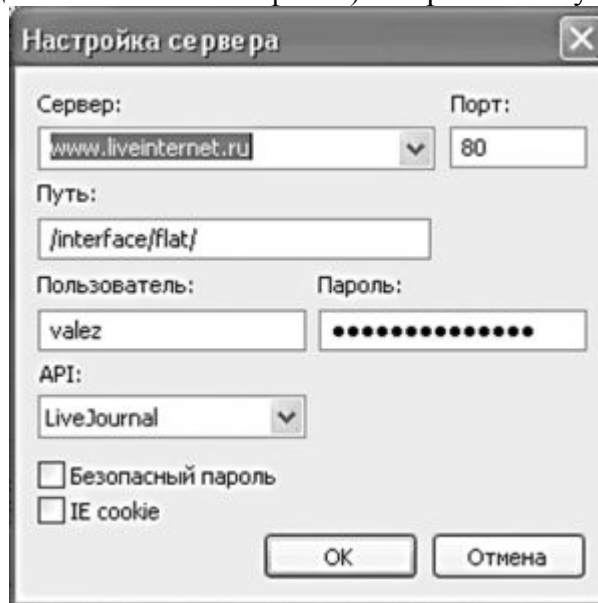 Настройка сервера
Сервер: Порт:
www.liveinternet.ru 80
Путь:
/interface/flat/
Пользователь: Пароль:
valez ●●●●●●●●●●●●●●
API:
LiveJournal
Безопасный пароль
IE cookie
OK Отмена